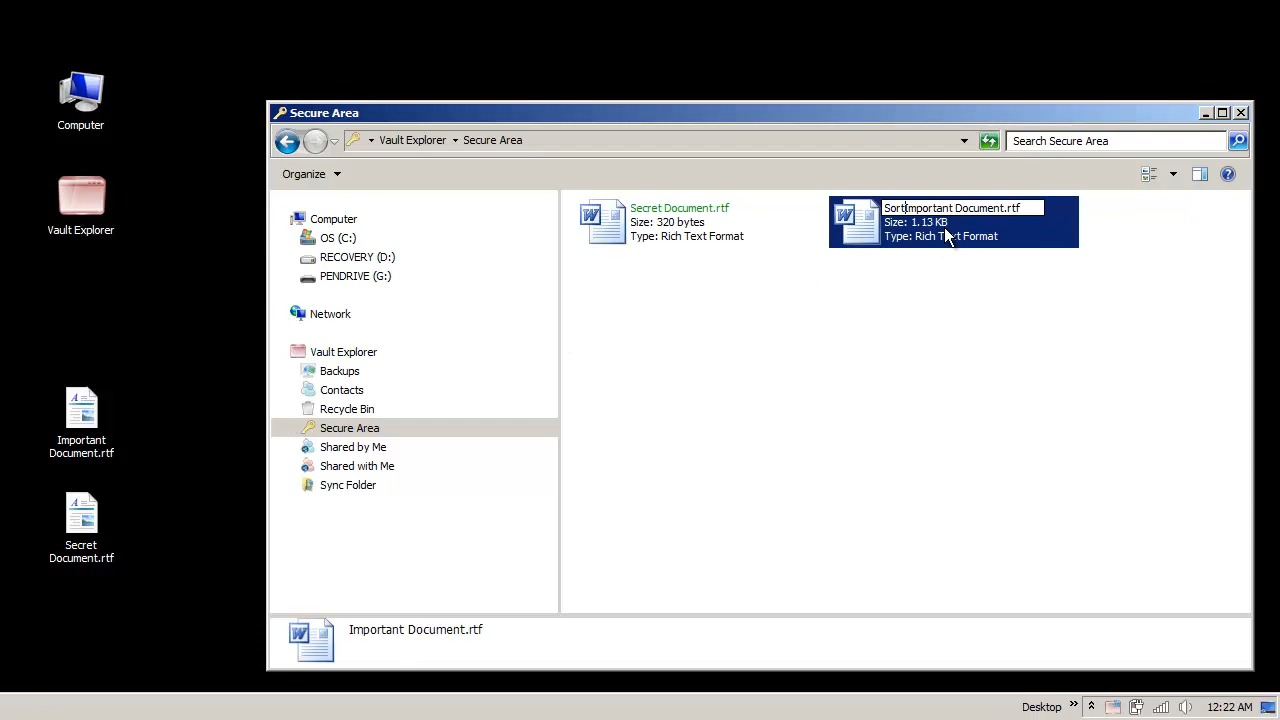 Computer
Vault Explorer
Important
Document.rtf
Secret
Document.rtf
Secure Area
Vault Explorer
Secure Area
Search Secure Area
Organize
Computer
OS (C:)
RECOVERY (D:)
PENDRIVE (G:)
Network
Vault Explorer
Backups
Contacts
Recycle Bin
Secure Area
Shared by Me
Shared with Me
Sync Folder
Secret Document.rtf
Size: 320 bytes
Type: Rich Text Format
SortImportant Document.rtf
Size: 1.13 KB
Type: Rich Text Format
Important Document.rtf
Desktop
12:22 AM